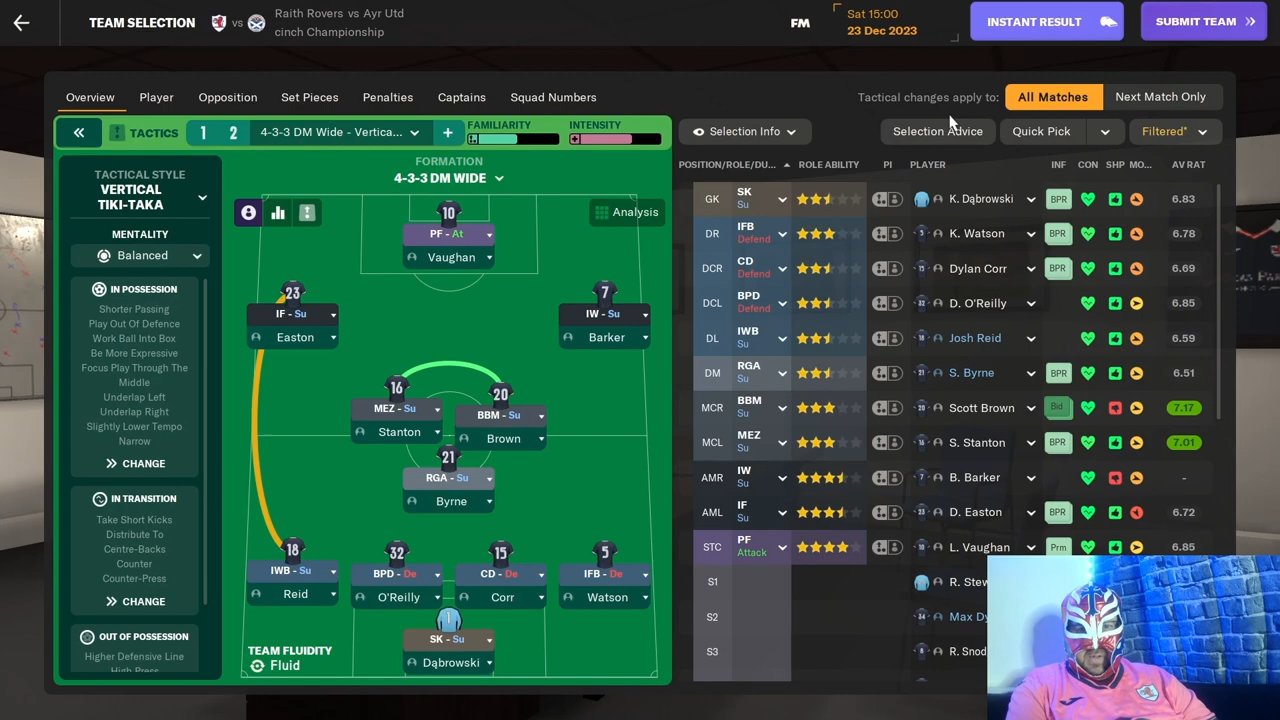 TEAM SELECTION
vs
Raith Rovers vs Ayr Utd
cinch Championship
FM
Sat 15:00
23 Dec 2023
INSTANT RESULT
SUBMIT TEAM
Overview Player Opposition Set Pieces Penalties Captains Squad Numbers
Tactical changes apply to: All Matches Next Match Only
TACTICS 1 2 4-3-3 DM Wide - Vertica... +
FAMILIARITY
INTENSITY
Selection Info
Selection Advice
Quick Pick
Filtered*
TACTICAL STYLE
VERTICAL
TIKI-TAKA
MENTALITY
Balanced
IN POSSESSION
Shorter Passing
Play Out Of Defence
Work Ball Into Box
Be More Expressive
Focus Play Through The
Middle
Underlap Left
Underlap Right
Slightly Lower Tempo
Narrow
CHANGE
IN TRANSITION
Take Short Kicks
Distribute To
Centre-Backs
Counter
Counter-Press
CHANGE
OUT OF POSSESSION
Higher Defensive Line
High Press
FORMATION
4-3-3 DM WIDE
Analysis
10
PF - At
Vaughan
23
IF - Su
Easton
7
IW - Su
Barker
16
MEZ - Su
Stanton
20
BBM - Su
Brown
21
RGA - Su
Byrne
18
IWB - Su
Reid
32
BPD - De
O'Reilly
15
CD - De
Corr
5
IFB - De
Watson
1
SK - Su
Dąbrowski
TEAM FLUIDITY
Fluid
POSITION/ROLE/DU... ROLE ABILITY PI PLAYER INF CON SHP MO... AV RAT
GK SK Su K. Dąbrowski BPR 6.83
DR IFB Defend K. Watson BPR 6.78
DCR CD Defend Dylan Corr BPR 6.69
DCL BPD Defend D. O'Reilly 6.85
DL IWB Su Josh Reid 6.59
DM RGA Su S. Byrne BPR 6.51
MCR BBM Su Scott Brown Bid 7.17
MCL MEZ Su S. Stanton BPR 7.01
AMR IW Su B. Barker -
AML IF Su D. Easton BPR 6.72
STC PF Attack L. Vaughan Prm 6.85
S1 R. Stew
S2 Max Dy
S3 R. Snod